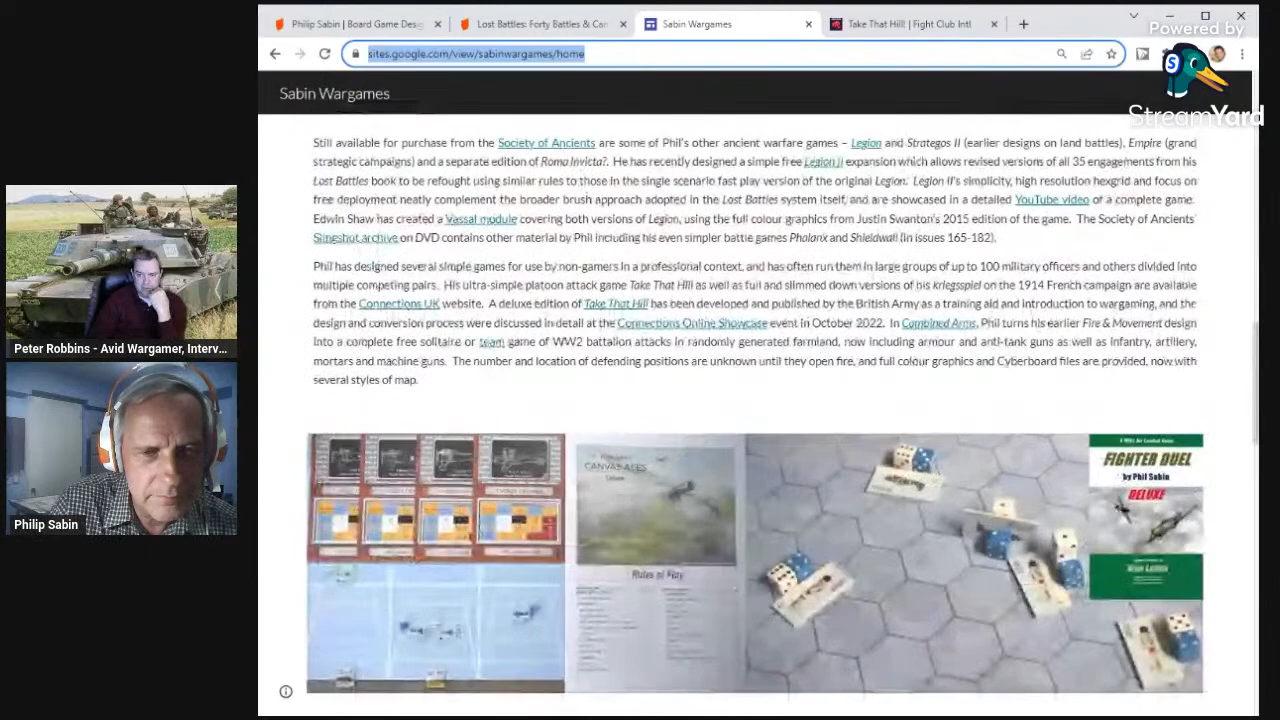 Philip Sabin | Board Game Desig
Lost Battles: Forty Battles & Can
Sabin Wargames
Take That Hill! | Fight Club Intl
Powered by
StreamYard
sites.google.com/view/sabinwargames/home
Sabin Wargames
Still available for purchase from the Society of Ancients are some of Phil's other ancient warfare games – Legion and Strategos II (earlier designs on land battles), Empire (grand
strategic campaigns) and a separate edition of Roma Invicta?. He has recently designed a simple free Legion II expansion which allows revised versions of all 35 engagements from his
Lost Battles book to be refought using similar rules to those in the single scenario fast play version of the original Legion. Legion II's simplicity, high resolution hexgrid and focus on
free deployment neatly complement the broader brush approach adopted in the Lost Battles system itself, and are showcased in a detailed YouTube video of a complete game.
Edwin Shaw has created a Vassal module covering both versions of Legion, using the full colour graphics from Justin Swanton's 2015 edition of the game. The Society of Ancients'
Slingshot archive on DVD contains other material by Phil including his even simpler battle games Phalanx and Shieldwall (in issues 165-182).
Phil has designed several simple games for use by non-gamers in a professional context, and has often run them in large groups of up to 100 military officers and others divided into
multiple competing pairs. His ultra-simple platoon attack game Take That Hill! as well as full and slimmed down versions of his kriegsspiel on the 1914 French campaign are available
from the Connections UK website. A deluxe edition of Take That Hill has been developed and published by the British Army as a training aid and introduction to wargaming, and the
design and conversion process were discussed in detail at the Connections Online Showcase event in October 2022. In Combined Arms, Phil turns his earlier Fire & Movement design
into a complete free solitaire or team game of WW2 battalion attacks in randomly generated farmland, now including armour and anti-tank guns as well as infantry, artillery,
mortars and machine guns. The number and location of defending positions are unknown until they open fire, and full colour graphics and Cyberboard files are provided, now with
several styles of map.
Peter Robbins - Avid Wargamer, Interv...
Philip Sabin
CANVAS ACES
Rules of Play
FIGHTER DUEL
by Phil Sabin
DELUXE